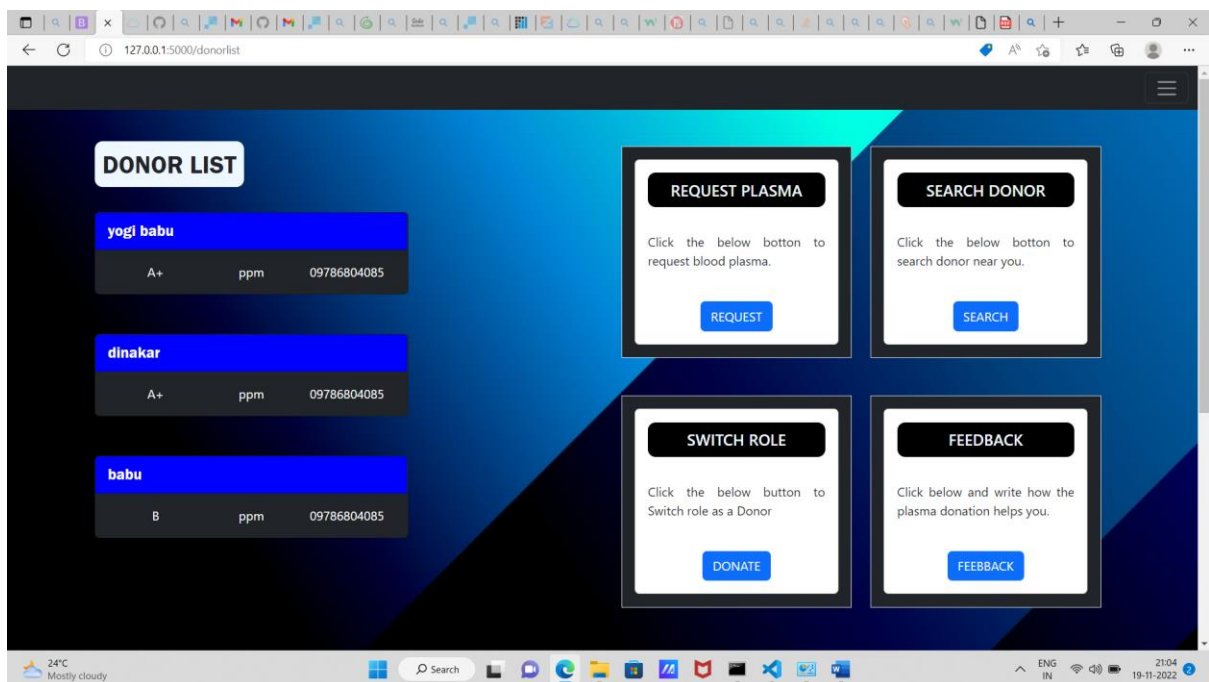 127.0.0.1:5000/donorlist
DONOR LIST
yogi babu
A+ ppm 09786804085
dinakar
A+ ppm 09786804085
babu
B ppm 09786804085
REQUEST PLASMA
Click the below botton to
request blood plasma.
REQUEST
SEARCH DONOR
Click the below botton to
search donor near you.
SEARCH
SWITCH ROLE
Click the below button to
Switch role as a Donor
DONATE
FEEDBACK
Click below and write how the
plasma donation helps you.
FEEBBACK
24°C
Mostly cloudy
Search
ENG
IN
21:04
19-11-2022
2